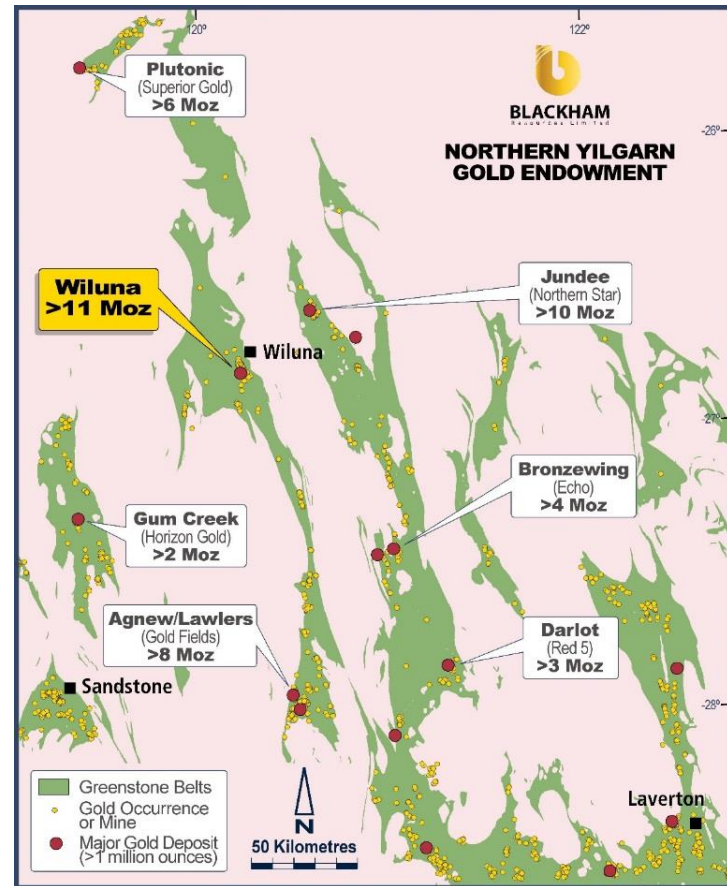 120°
122°
Plutonic
(Superior Gold)
>6 Moz
BLACKHAM
Resources Limited
NORTHERN YILGARN
GOLD ENDOWMENT
-26°
Wiluna
>11 Moz
Jundee
(Northern Star)
>10 Moz
Wiluna
-27°
Bronzewing
(Echo)
>4 Moz
Gum Creek
(Horizon Gold)
>2 Moz
Agnew/Lawlers
(Gold Fields)
>8 Moz
Darlot
(Red 5)
>3 Moz
Sandstone
-28°
Greenstone Belts
Gold Occurrence
or Mine
Major Gold Deposit
(>1 million ounces)
N
50 Kilometres
Laverton